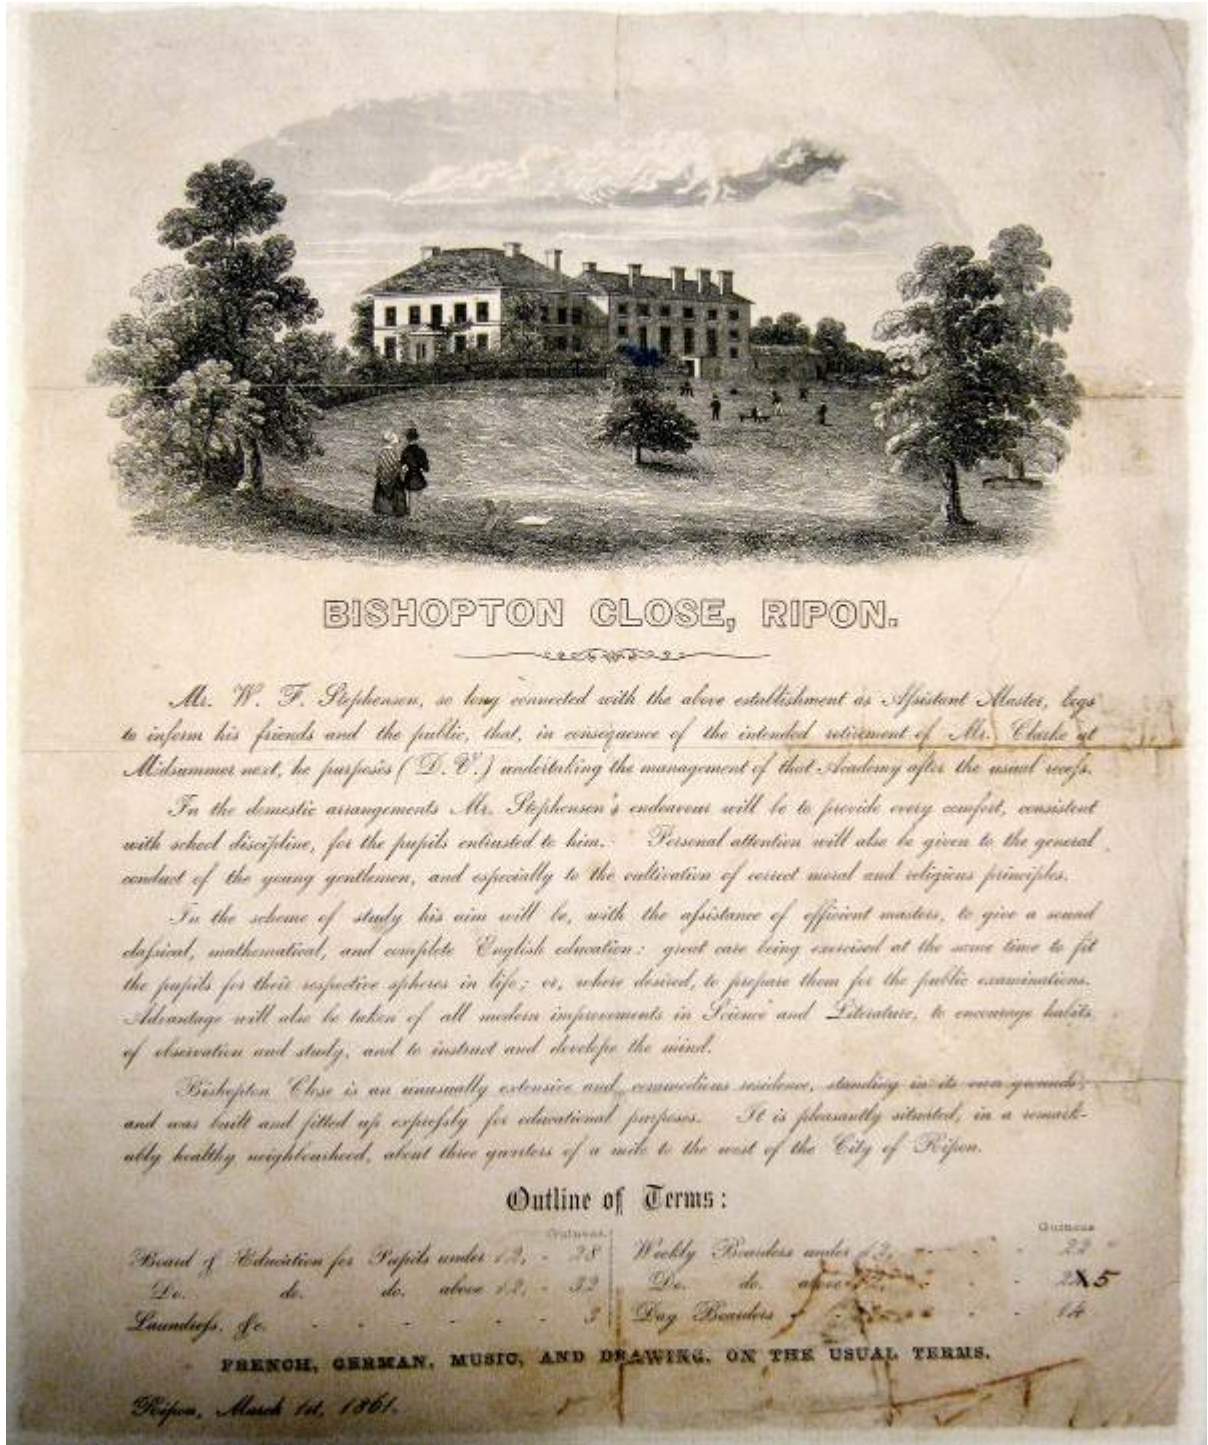 BISHOPTON CLOSE, RIPON.
Mr. W. F. Stephenson, so long connected with the above establishment as Assistant Master, begs
to inform his friends and the public, that, in consequence of the intended retirement of Mr. Clarke at
Midsummer next, he purposes (D.V.) undertaking the management of that Academy after the usual recess.
In the domestic arrangements Mr. Stephenson's endeavour will be to provide every comfort, consistent
with school discipline, for the pupils entrusted to him. Personal attention will also be given to the general
conduct of the young gentlemen, and especially to the cultivation of correct moral and religious principles.
In the scheme of study his aim will be, with the assistance of efficient masters, to give a sound
classical, mathematical, and complete English education: great care being exercised at the same time to fit
the pupils for their respective spheres in life; or, where desired, to prepare them for the public examinations.
Advantage will also be taken of all modern improvements in Science and Literature, to encourage habits
of observation and study, and to instruct and develope the mind.
Bishopton Close is an unusually extensive and commodious residence, standing in its own grounds,
and was built and fitted up expressly for educational purposes. It is pleasantly situated, in a remark-
ably healthy neighbourhood, about three quarters of a mile to the west of the City of Ripon.
Outline of Terms:
Guineas
Board & Education for Pupils under 12, - 28
Do. do. do. above 12, - 32
Laundress, &c. - - - - - - 3
Guineas
Weekly Boarders under 12, - - - 22
Do. do. above 12, - - - 5
Day Boarders - - - - 14
FRENCH, GERMAN, MUSIC, AND DRAWING, ON THE USUAL TERMS.
Ripon, March 1st, 1861.